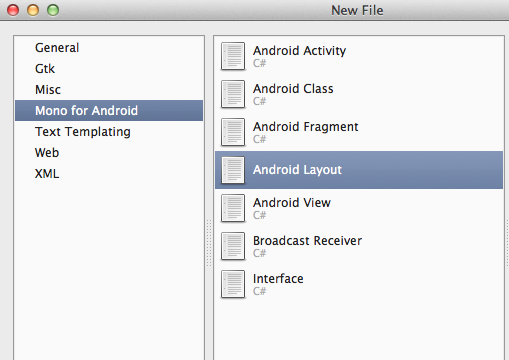 New File
General
Gtk
Misc
Mono for Android
Text Templating
Web
XML
Android Activity
C#
Android Class
C#
Android Fragment
C#
Android Layout
Android View
C#
Broadcast Receiver
C#
Interface
C#